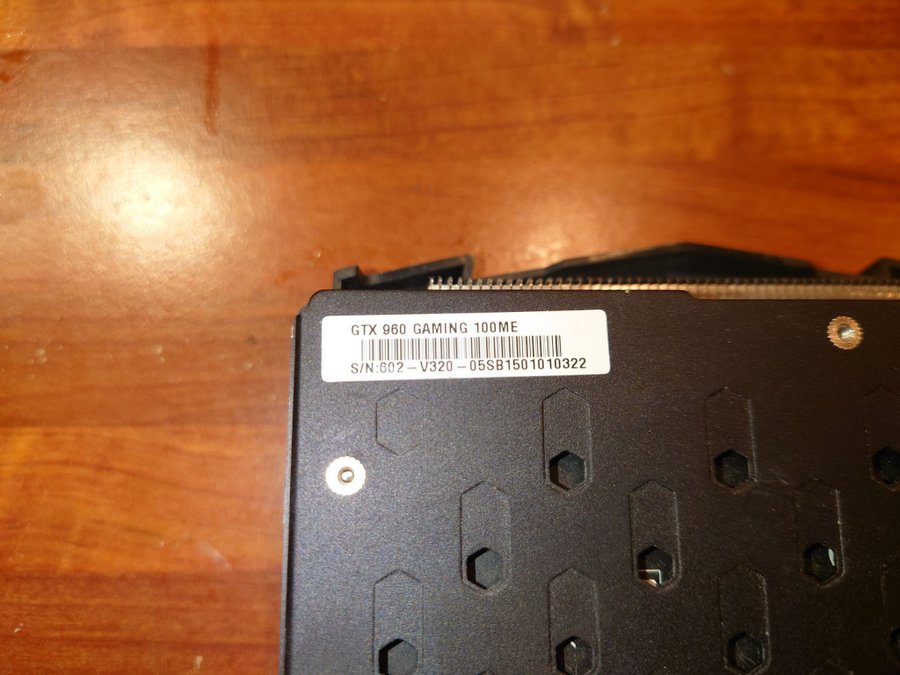 GTX 960 GAMING 100ME
S/N:602-V320-05SB1501010322